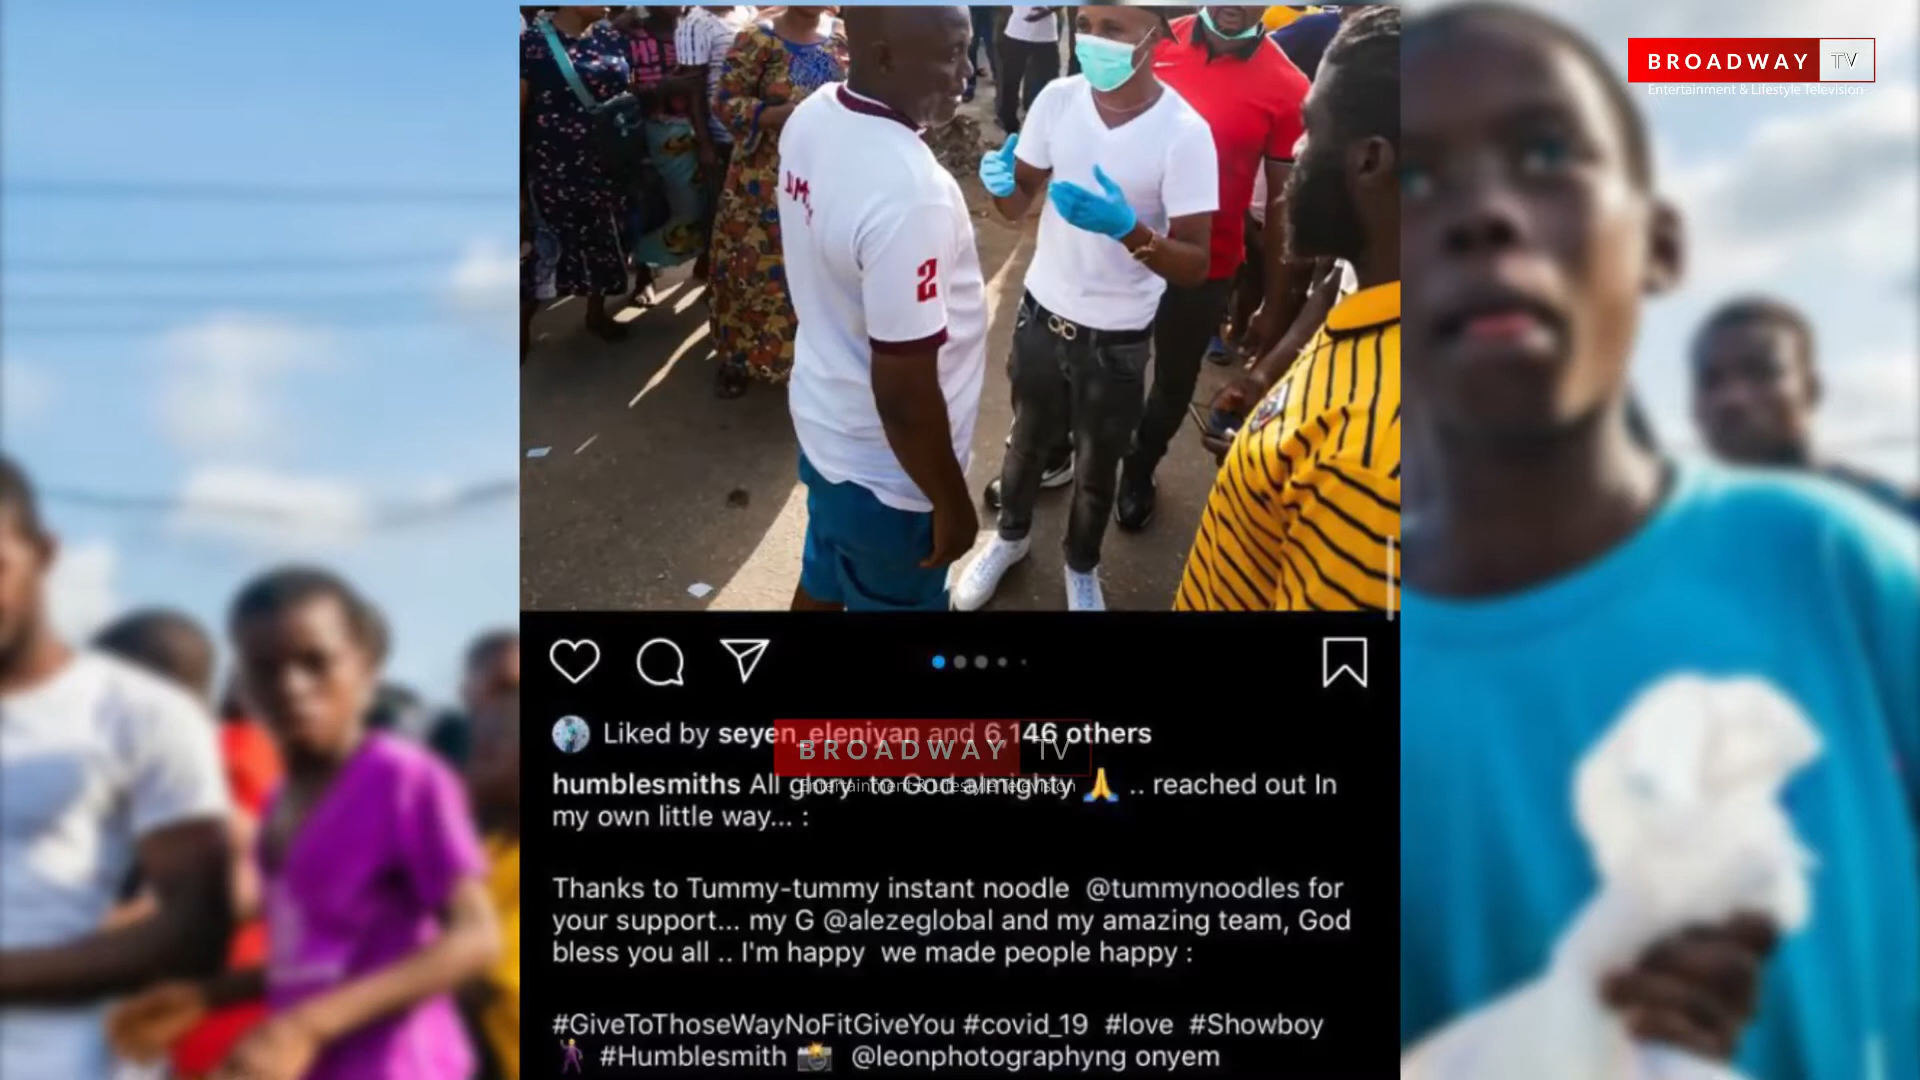 BROADWAY TV
Entertainment & Lifestyle Television
2
Liked by seyen_eleniyan and 6,146 others
BROADWAY TV
Entertainment & Lifestyle Television
humblesmiths All glory to God almighty 🙏 .. reached out In
my own little way... :
Thanks to Tummy-tummy instant noodle @tummynoodles for
your support... my G @alezeglobal and my amazing team, God
bless you all .. I'm happy we made people happy :
#GiveToThoseWayNoFitGiveYou #covid_19 #love #Showboy
🕺 #Humblesmith 📸 @leonphotographyng onyem